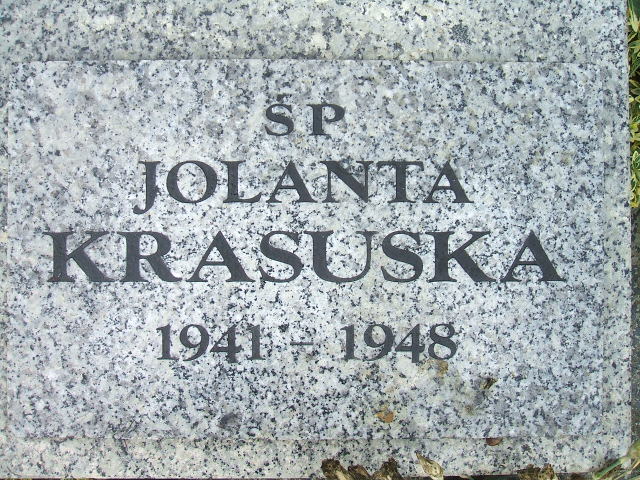 ŚP
JOLANTA
KRASUSKA
1941 - 1948